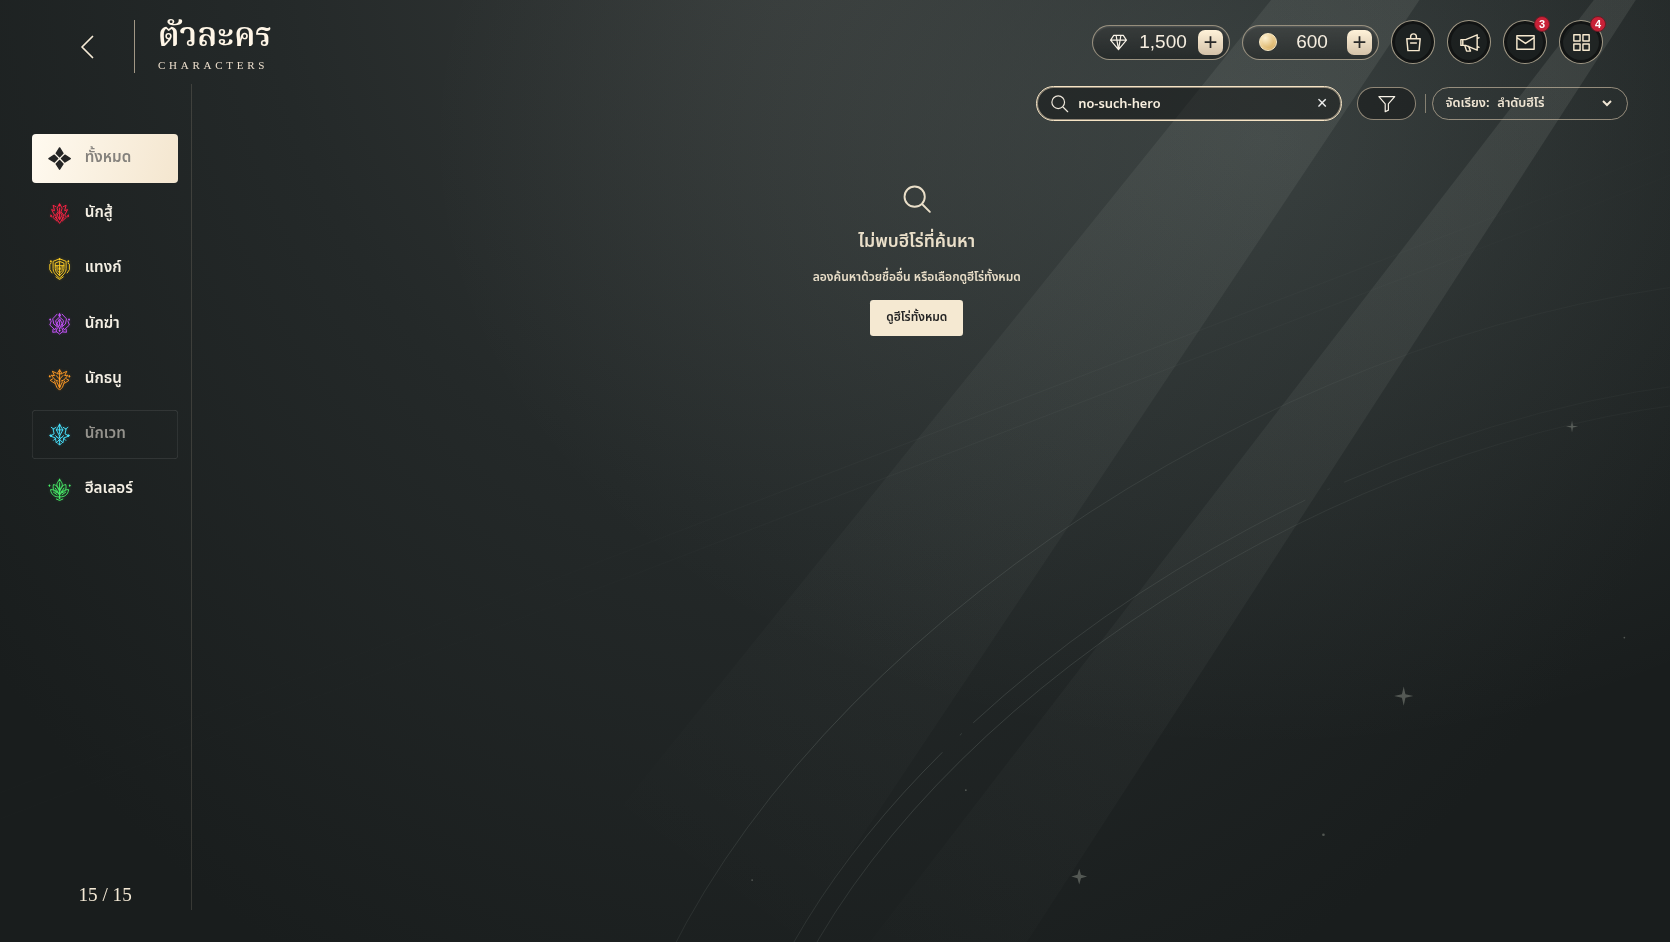 ตัวละคร
CHARACTERS
1,500
600
3
4
no-such-hero
จัดเรียง: ลำดับฮีโร่
ทั้งหมด
นักสู้
แทงก์
นักฆ่า
นักธนู
นักเวท
ฮีลเลอร์
ไม่พบฮีโร่ที่ค้นหา
ลองค้นหาด้วยชื่ออื่น หรือเลือกดูฮีโร่ทั้งหมด
ดูฮีโร่ทั้งหมด
15 / 15